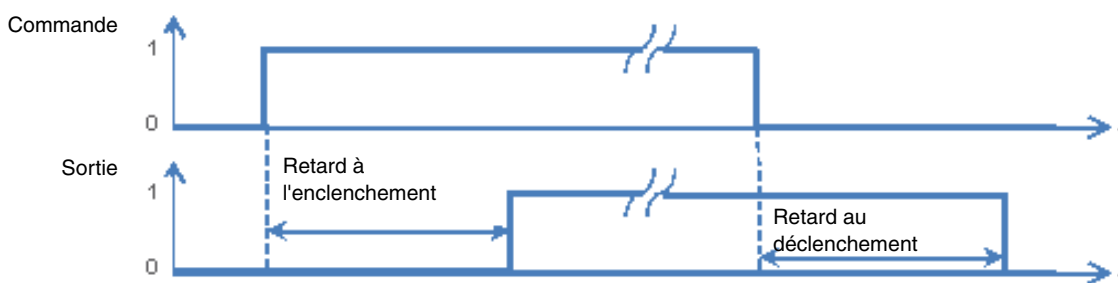 Commande
1
0
Sortie
1
0
Retard à
l'enclenchement
Retard au
déclenchement